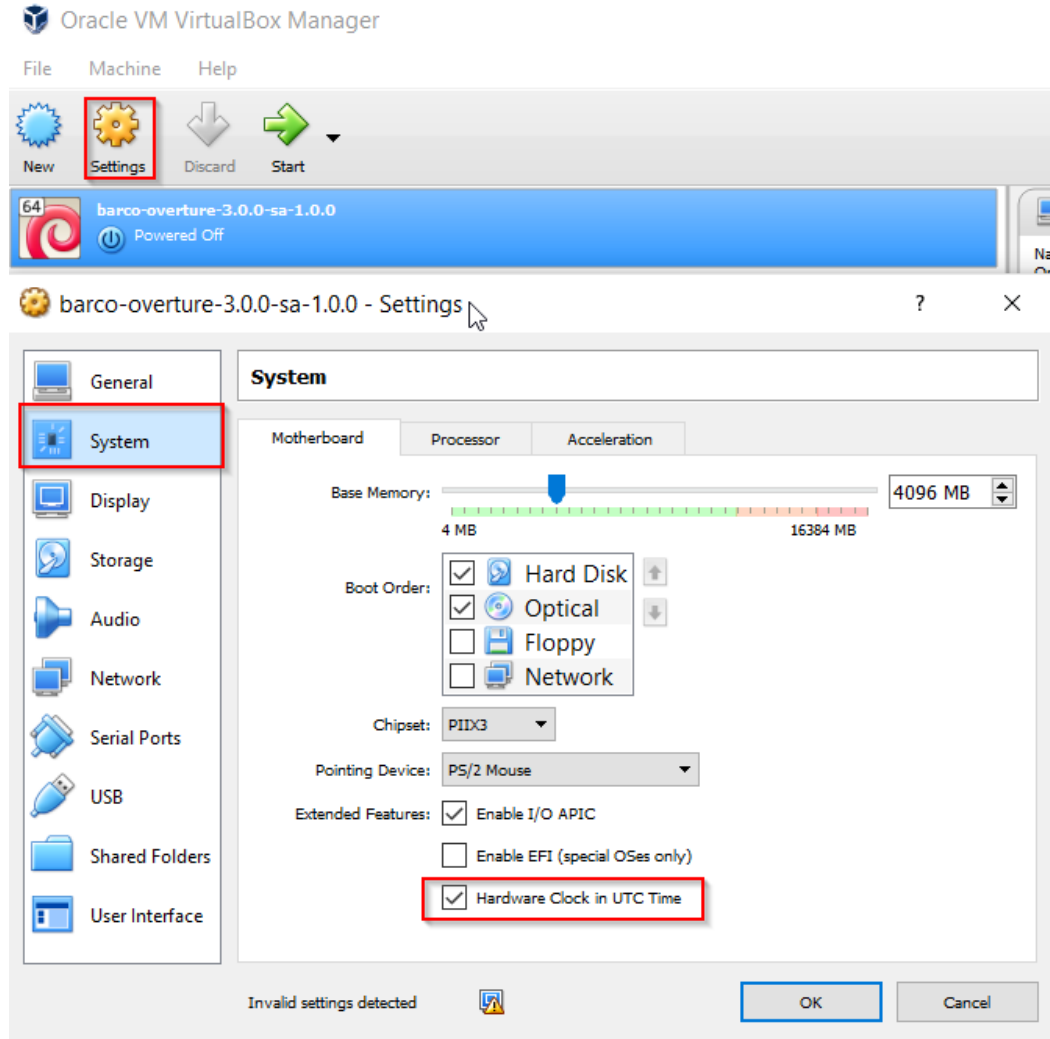 Oracle VM VirtualBox Manager
File Machine Help
New Settings Discard Start
64
barco-overture-3.0.0-sa-1.0.0
Powered Off
Na
barco-overture-3.0.0-sa-1.0.0 - Settings ?
General
System
Display
Storage
Audio
Network
Serial Ports
USB
Shared Folders
User Interface
System
Motherboard Processor Acceleration
Base Memory: 4096 MB
4 MB 16384 MB
Boot Order: Hard Disk
Optical
Floppy
Network
Chipset: PIIX3
Pointing Device: PS/2 Mouse
Extended Features: Enable I/O APIC
Enable EFI (special OSes only)
Hardware Clock in UTC Time
Invalid settings detected OK Cancel